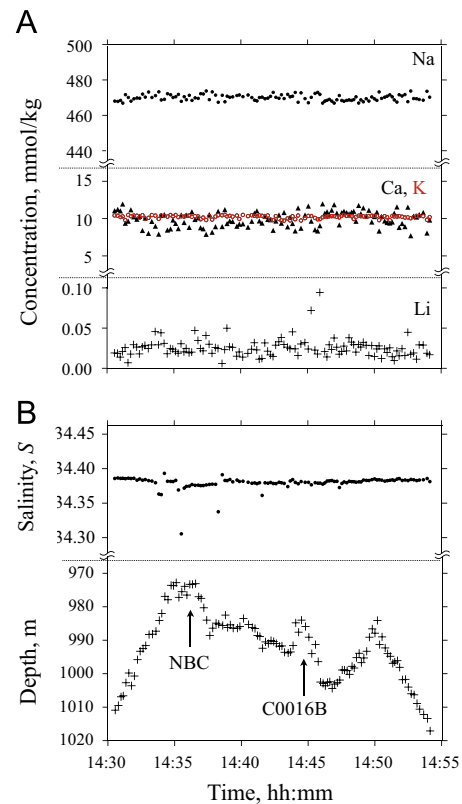 A
500
Na
480
460
440
Concentration, mmol/kg
15
Ca, K
10
5
0.10
Li
0.05
0.00
B
34.45
34.40
34.35
34.30
Salinity, S
970
980
990
1000
1010
1020
Depth, m
NBC
C0016B
14:30 14:35 14:40 14:45 14:50 14:55
Time, hh:mm